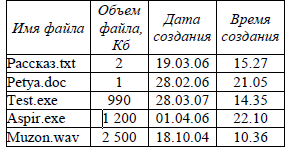 Имя файла Объем файла, Кб Дата создания Время создания
Рассказ.txt 2 19.03.06 15.27
Petya.doc 1 28.02.06 21.05
Test.exe 990 28.03.07 14.35
Aspir.exe 1 200 01.04.06 22.10
Muzon.wav 2 500 18.10.04 10.36